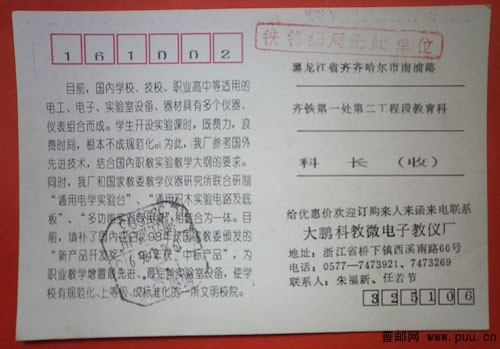 161002
铁锋邮局无此单位
黑龙江省齐齐哈尔市南浦路
齐铁第一处第二工程段教育科
科 长 (收)
目前，国内学校、技校、职业高中等适用的
电工、电子、实验室设备、器材具有多个仪器、
仪表组合而成。学生开设实验课时，既费力，浪
费时间，根本不成规范化。为此，我厂参考国外
先进技术，结合国内职教实验教学大纲的要求。
同时，我厂和国家教委教学仪器研究所联合研制
“通用电学实验台”、“通用积木实验电路及底
板”、“多功能 组合为一体。目
前，填补了国内 98年获国家教委颁发的
“新产品开发奖” 中标产品”，为
职业教学增置最先进、最完善实验室设备，使学
校有规范化、上等级、成标准化的一所文明校院。
给优惠价欢迎订购来人来函来电联系
大鹏科教微电子教仪厂
地址：浙江省桥下镇西溪南路66号
电话：0577—7473921、7473269
联系人：朱福新、任若节
325106
普邮网 www.puu.cn